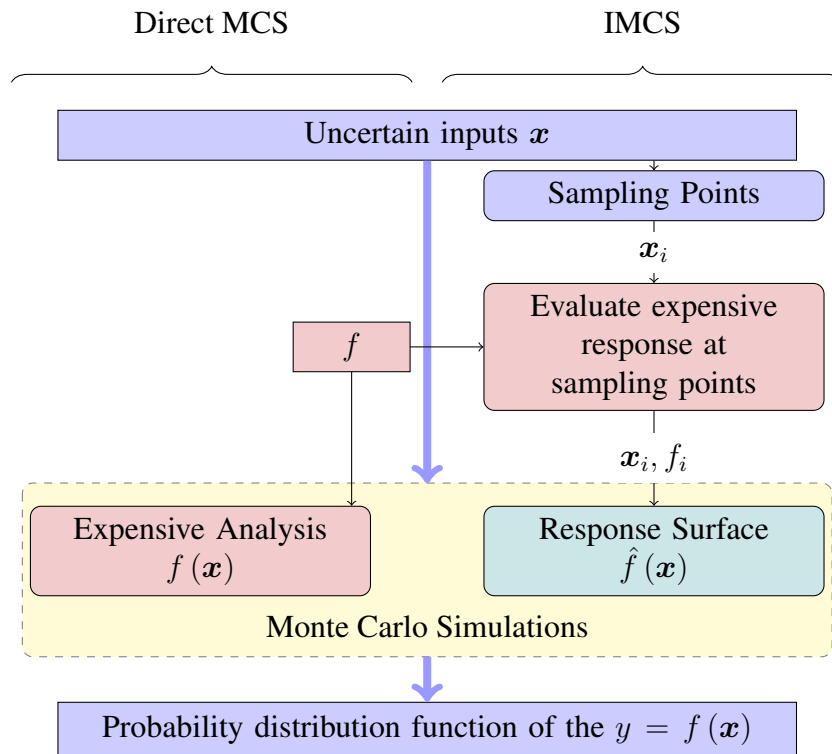 Direct MCS
IMCS
Uncertain inputs 𝒙
Sampling Points
𝒙ᵢ
Evaluate expensive
response at
sampling points
f
𝒙ᵢ, fᵢ
Expensive Analysis
f (𝒙)
Response Surface
f̂ (𝒙)
Monte Carlo Simulations
Probability distribution function of the y = f (𝒙)